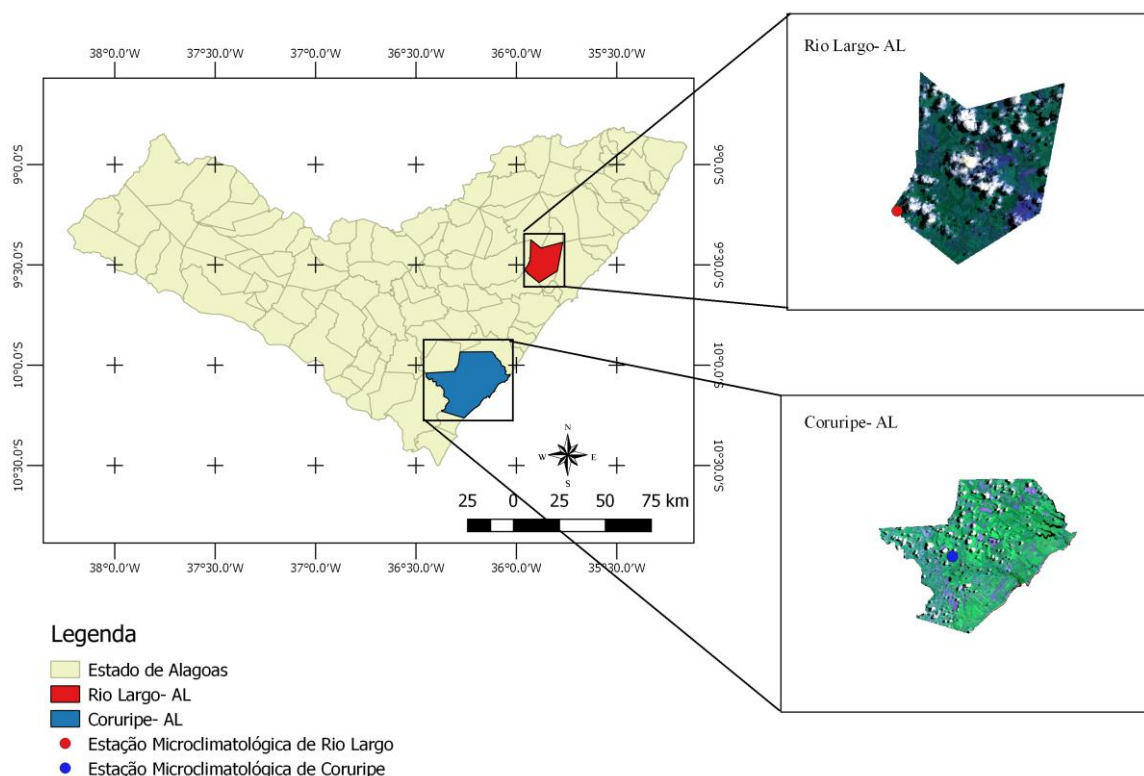 Rio Largo- AL
38°0.0'W 37°30.0'W 37°0.0'W 36°30.0'W 36°0.0'W 35°30.0'W
9°0.0'S
9°0.0'S
9°30.0'S
9°30.0'S
10°0.0'S
10°0.0'S
10°30.0'S
10°30.0'S
Coruripe- AL
N
W E
S
25 0 25 50 75 km
38°0.0'W 37°30.0'W 37°0.0'W 36°30.0'W 36°0.0'W 35°30.0'W
Legenda
Estado de Alagoas
Rio Largo- AL
Coruripe- AL
Estação Microclimatológica de Rio Largo
Estação Microclimatológica de Coruripe